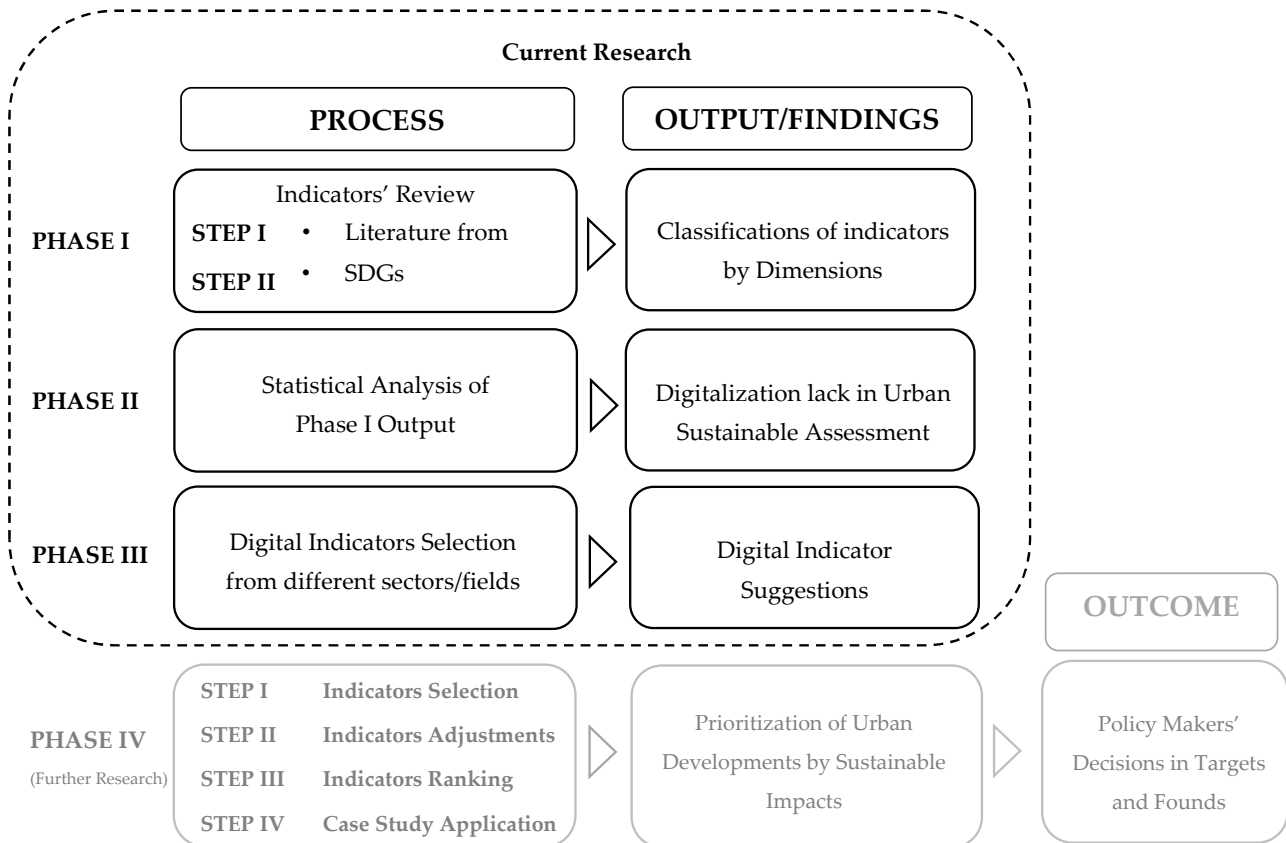 Current Research
PROCESS
OUTPUT/FINDINGS
PHASE I
Indicators’ Review
STEP I • Literature from
STEP II • SDGs
Classifications of indicators
by Dimensions
PHASE II
Statistical Analysis of
Phase I Output
Digitalization lack in Urban
Sustainable Assessment
PHASE III
Digital Indicators Selection
from different sectors/fields
Digital Indicator
Suggestions
OUTCOME
PHASE IV
(Further Research)
STEP I Indicators Selection
STEP II Indicators Adjustments
STEP III Indicators Ranking
STEP IV Case Study Application
Prioritization of Urban
Developments by Sustainable
Impacts
Policy Makers’
Decisions in Targets
and Founds